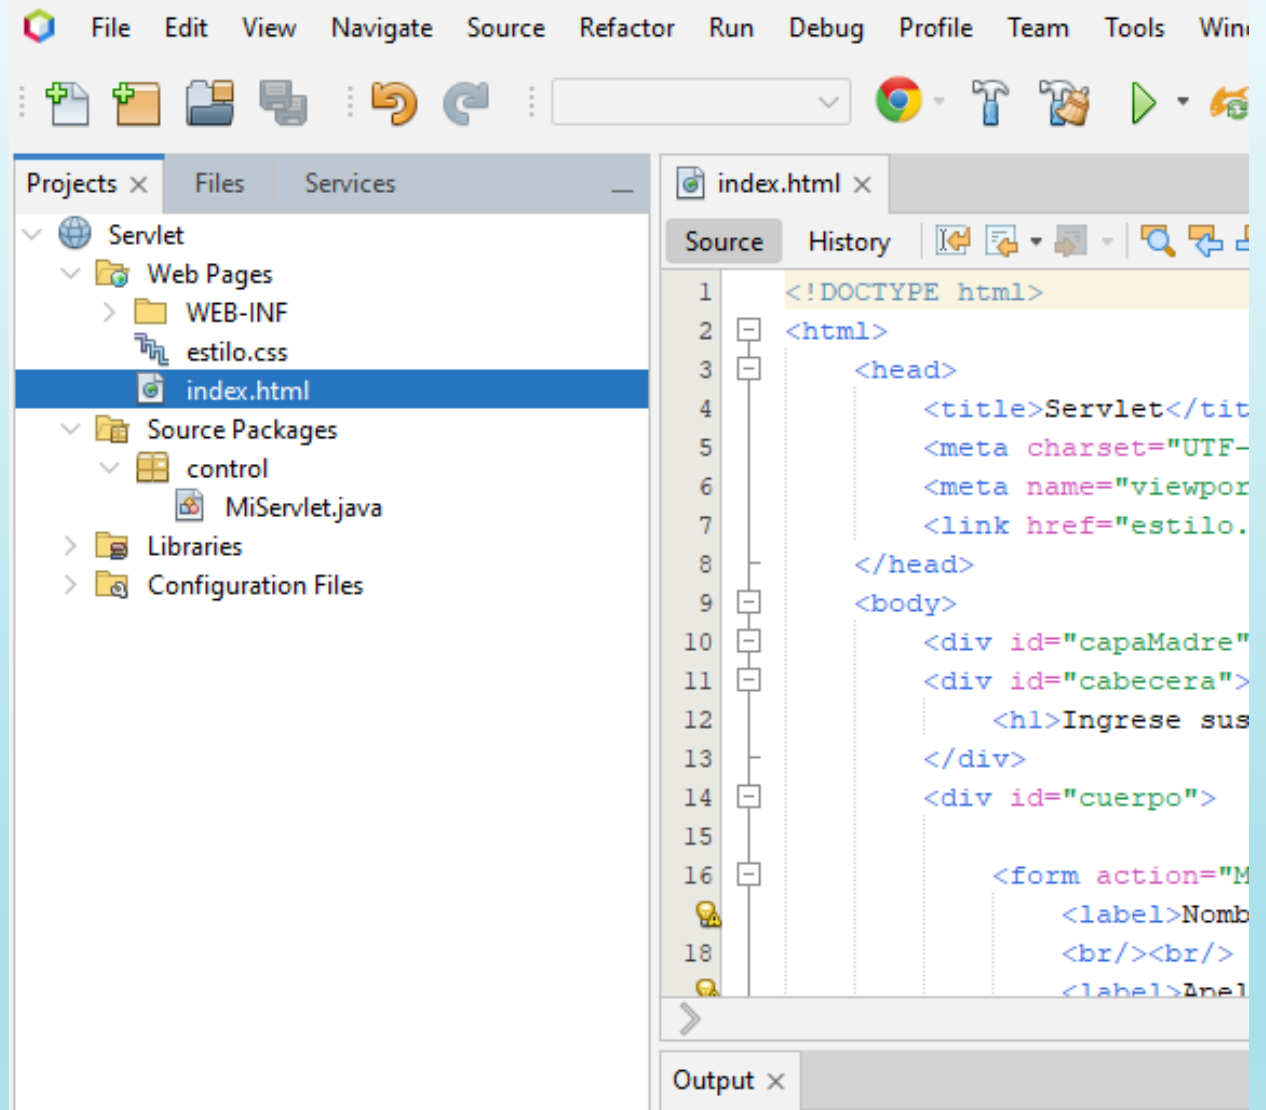 File Edit View Navigate Source Refactor Run Debug Profile Team Tools
Projects Files Services
Servlet
Web Pages
WEB-INF
estilo.css
index.html
Source Packages
control
MiServlet.java
Libraries
Configuration Files
index.html
Source History
1 <!DOCTYPE html>
2 <html>
3 <head>
4 <title>Servlet</tit
5 <meta charset="UTF-
6 <meta name="viewpor
7 <link href="estilo.
8 </head>
9 <body>
10 <div id="capaMadre"
11 <div id="cabecera">
12 <h1>Ingrese sus
13 </div>
14 <div id="cuerpo">
15
16 <form action="M
<label>Nomb
18 <br/><br/>
<label>Apel
Output